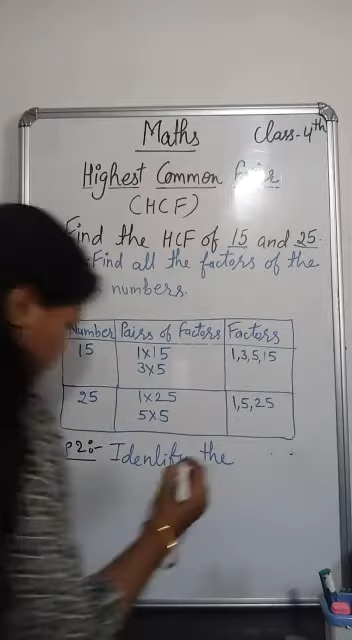 Maths
Class-4th
Highest Common
(HCF)
Find the HCF of 15 and 25.
Find all the factors of the
numbers.
Number Pairs of Factors Factors
15 1x15 1,3,5,15
3x5
25 1x25 1,5,25
5x5
P2:- Identify the